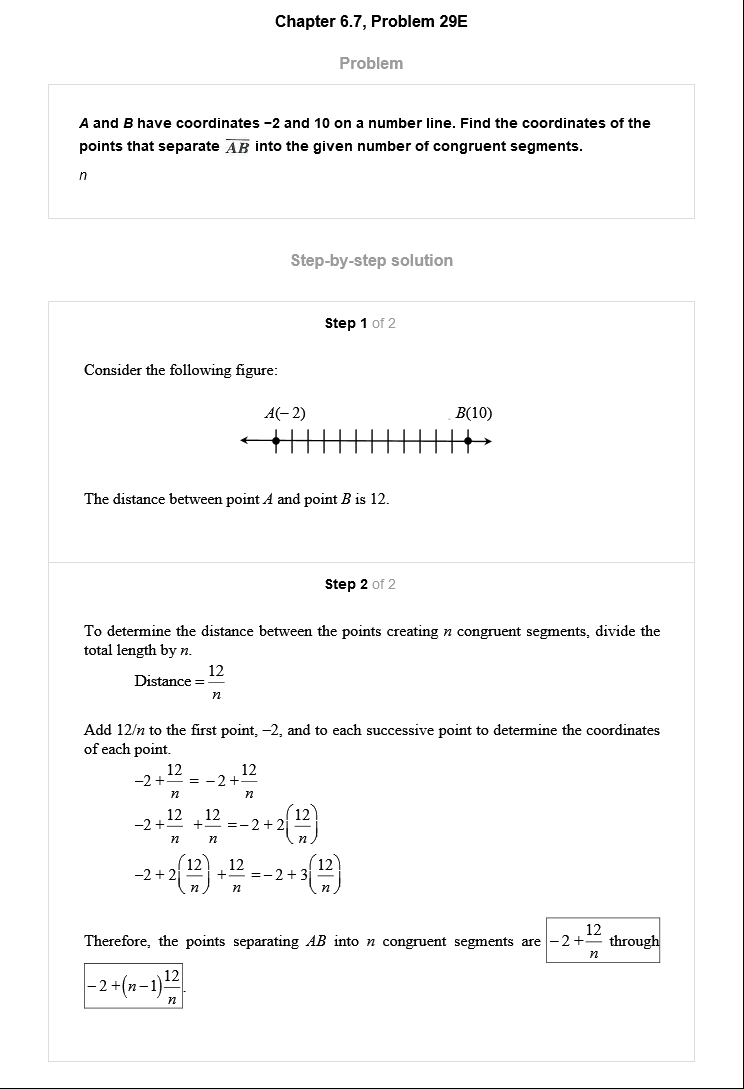 Chapter 6.7, Problem 29E
Problem
A and B have coordinates −2 and 10 on a number line. Find the coordinates of the
points that separate \overline{AB} into the given number of congruent segments.
n
Step-by-step solution
Step 1 of 2
Consider the following figure:
A(−2) B(10)
The distance between point A and point B is 12.
Step 2 of 2
To determine the distance between the points creating n congruent segments, divide the
total length by n.
Distance = \frac{12}{n}
Add 12/n to the first point, −2, and to each successive point to determine the coordinates
of each point.
−2 + \frac{12}{n} = −2 + \frac{12}{n}
−2 + \frac{12}{n} + \frac{12}{n} = −2 + 2(\frac{12}{n})
−2 + 2(\frac{12}{n}) + \frac{12}{n} = −2 + 3(\frac{12}{n})
Therefore, the points separating AB into n congruent segments are −2 + \frac{12}{n} through
−2 + (n−1)\frac{12}{n}.